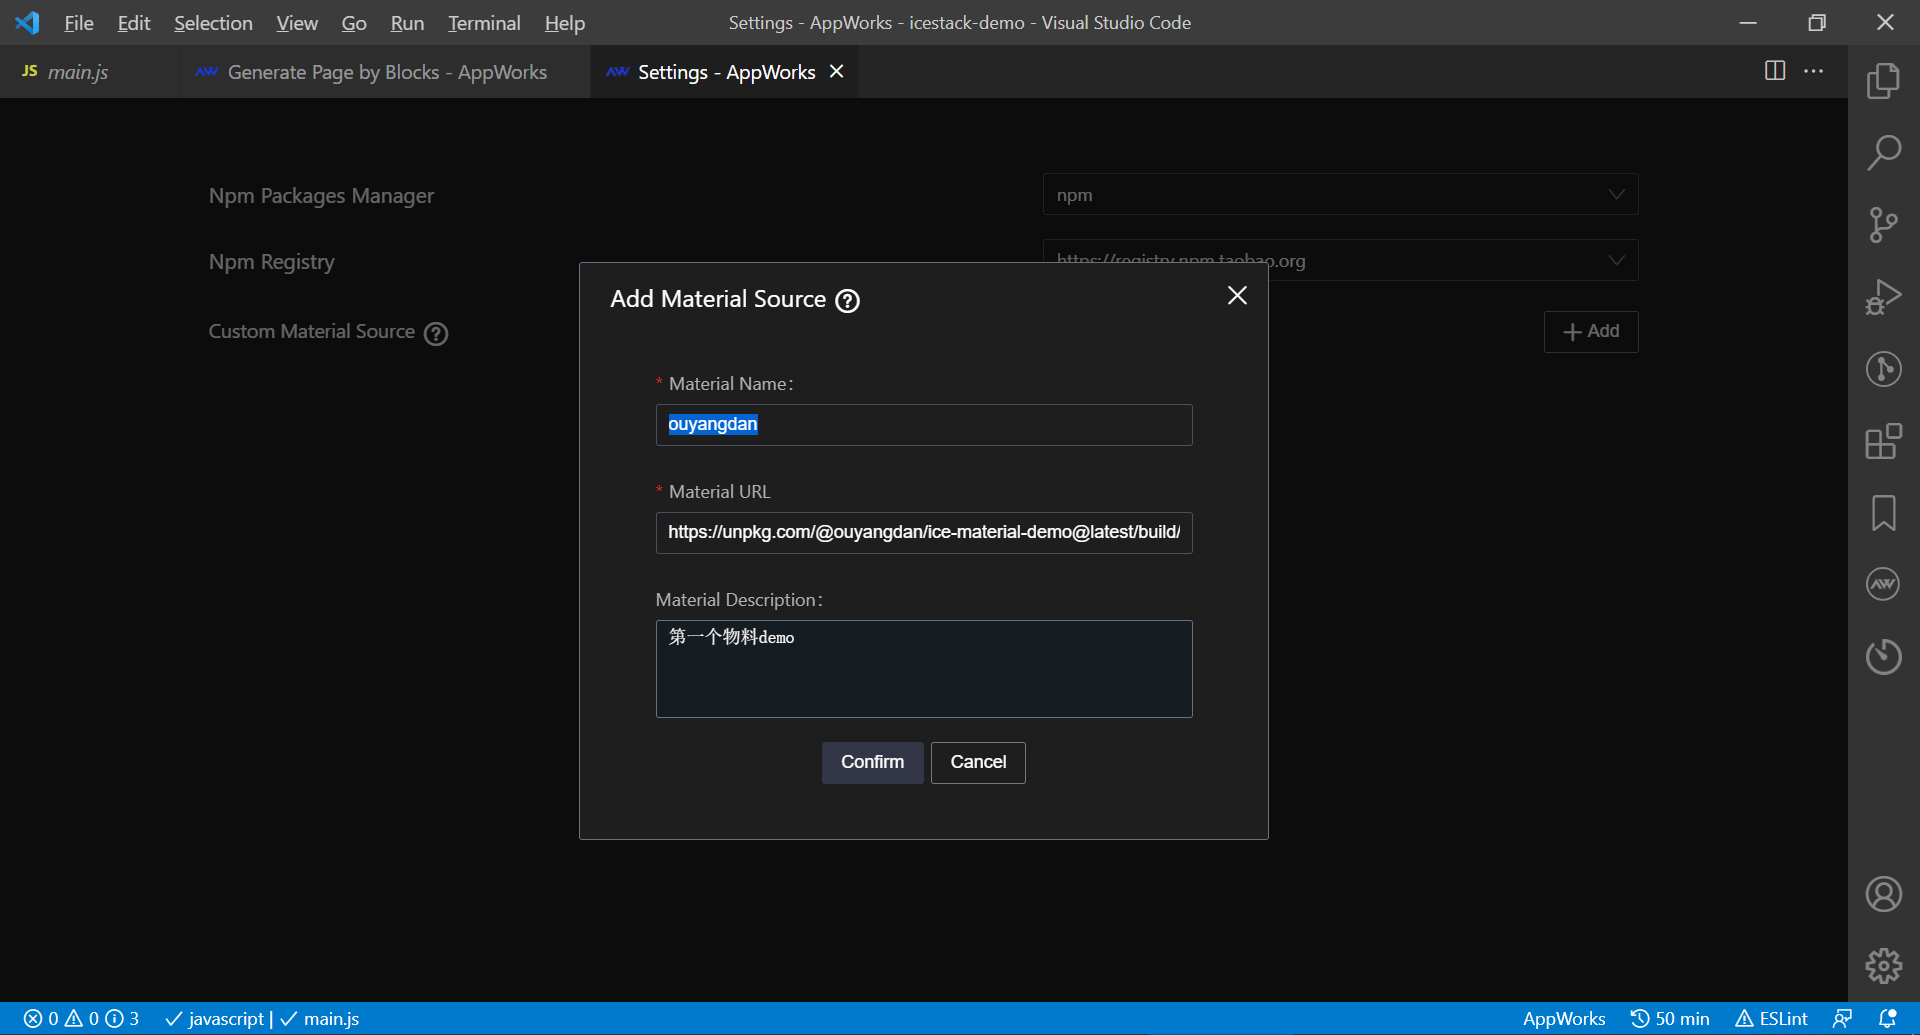 File Edit Selection View Go Run Terminal Help Settings - AppWorks - icestack-demo - Visual Studio Code
JS main.js Generate Page by Blocks - AppWorks Settings - AppWorks
Npm Packages Manager npm
Npm Registry https://registry.npm.taobao.org
Custom Material Source Add
Add Material Source
* Material Name:
ouyangdan
* Material URL
https://unpkg.com/@ouyangdan/ice-material-demo@latest/build/
Material Description:
第一个物料demo
Confirm Cancel
0 0 3 javascript | main.js AppWorks 50 min ESLint